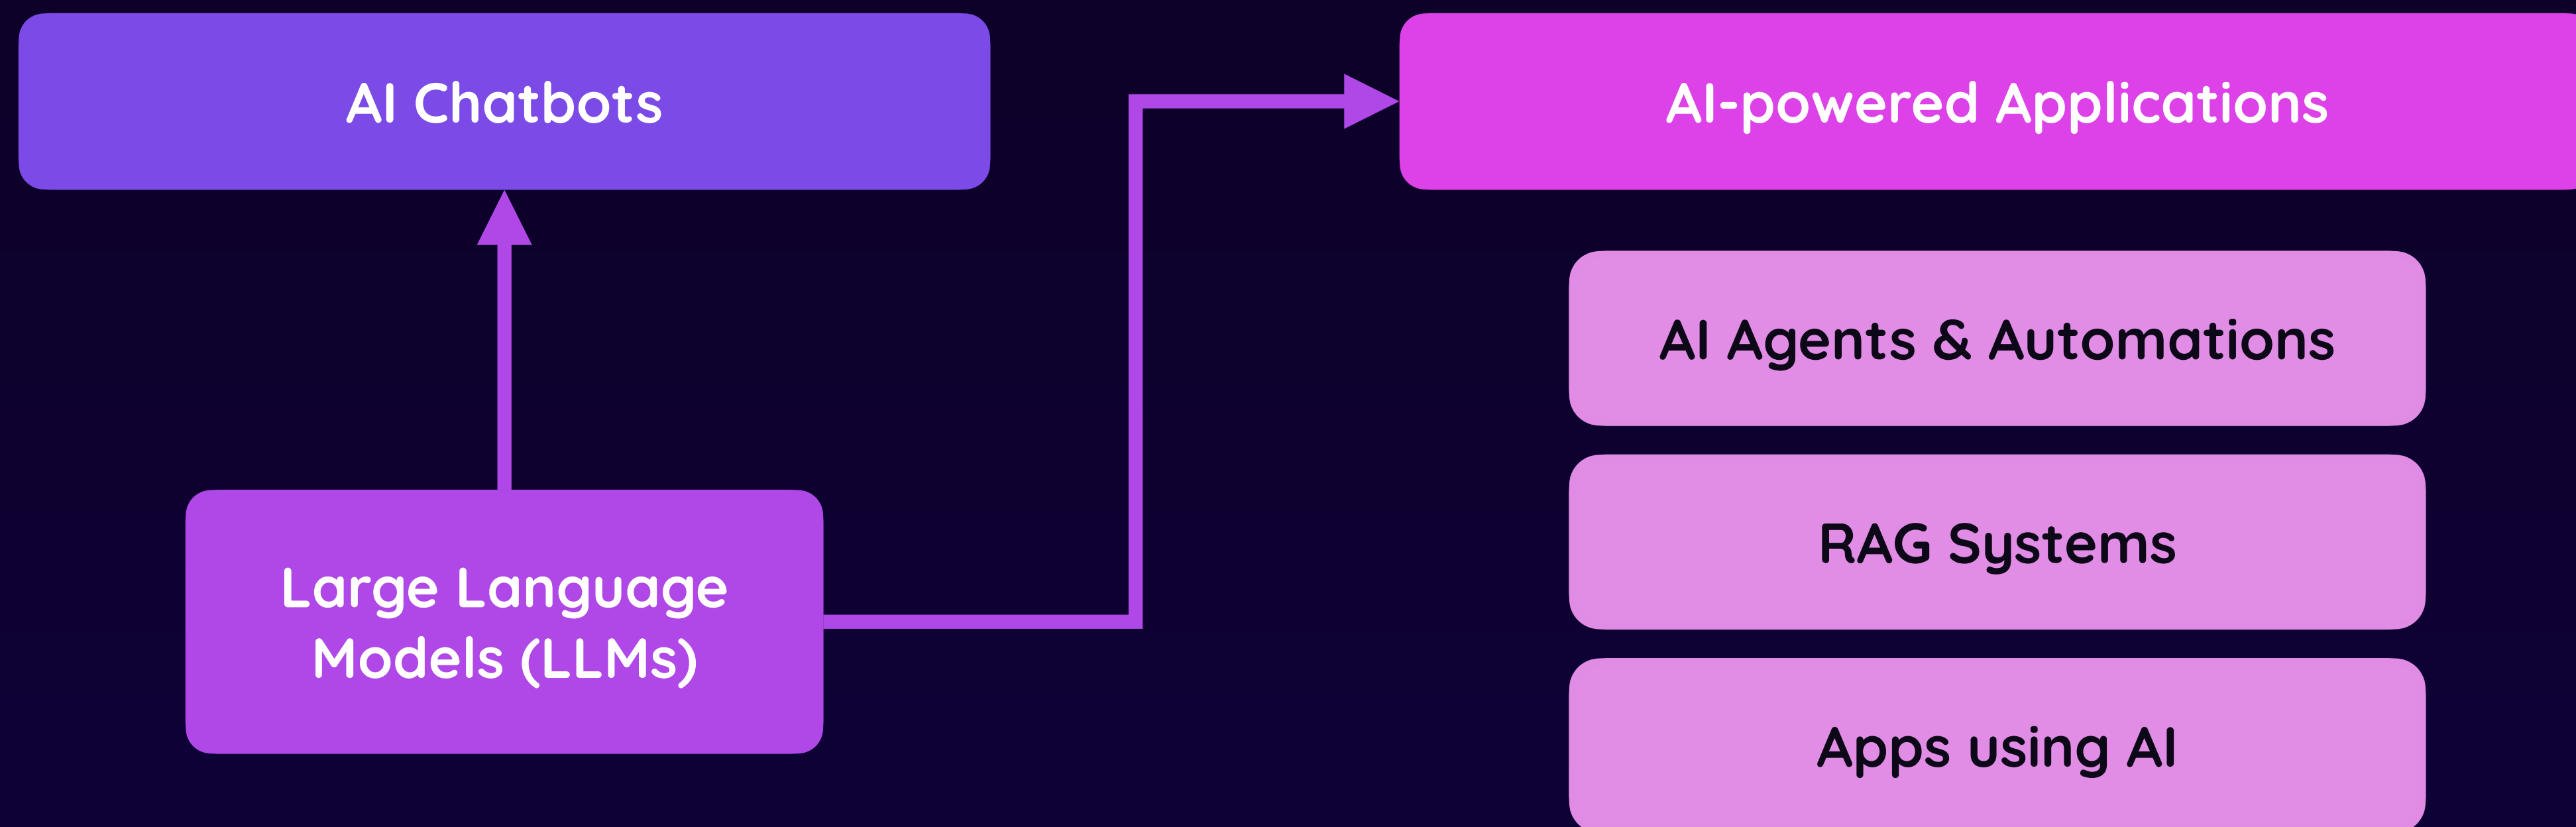 AI Chatbots
AI-powered Applications
AI Agents & Automations
RAG Systems
Large Language
Models (LLMs)
Apps using AI